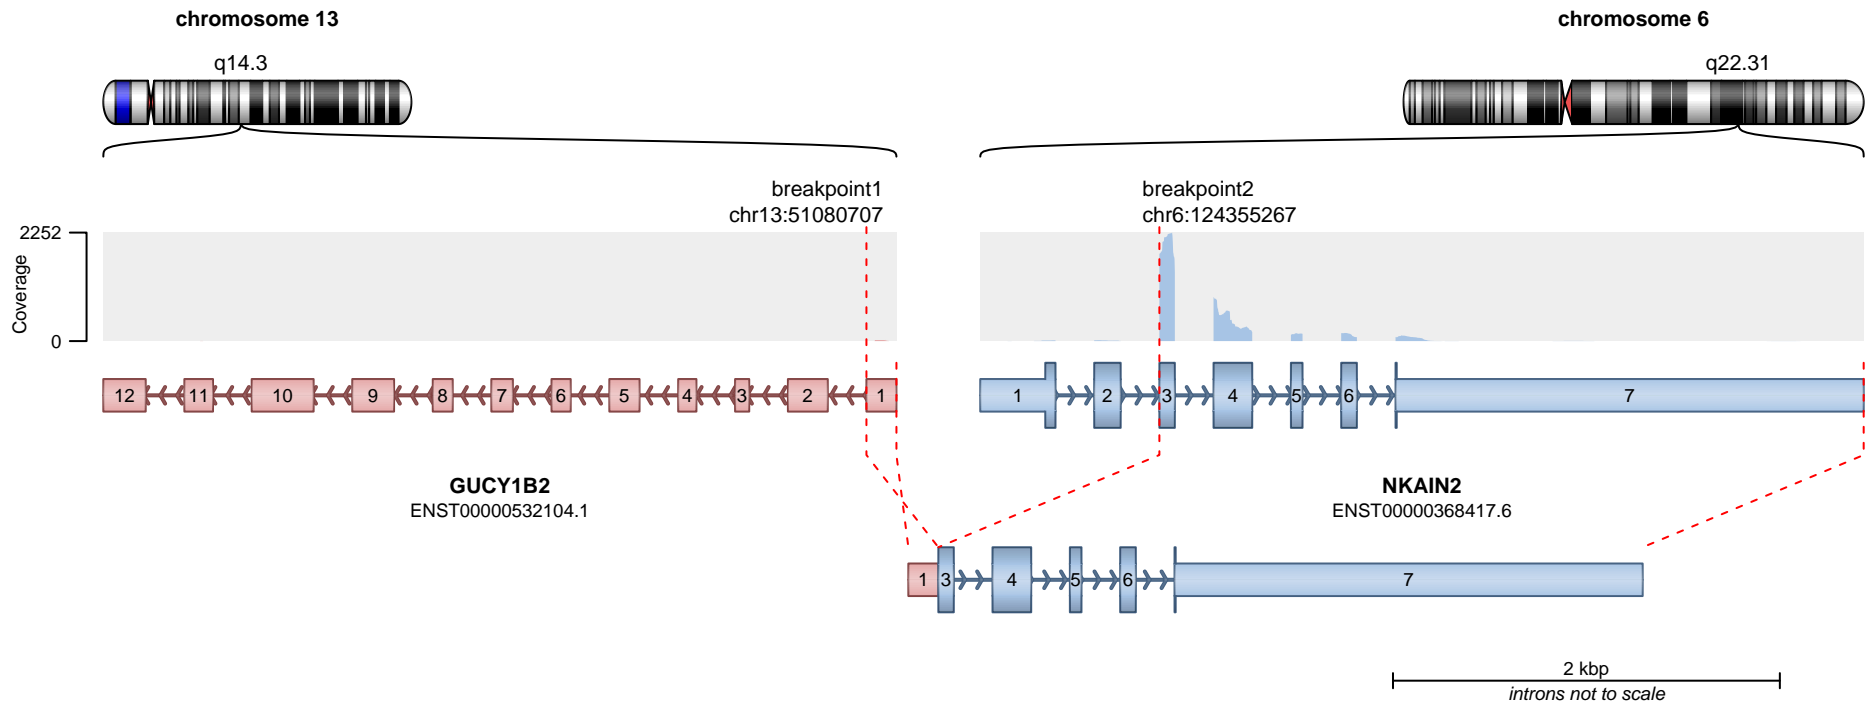 chromosome 13
chromosome 6
q14.3
q22.31
breakpoint1
chr13:51080707
breakpoint2
chr6:124355267
2252
Coverage
0
12 11 10 9 8 7 6 5 4 3 2 1
1 2 3 4 5 6 7
GUCY1B2
ENST00000532104.1
NKAIN2
ENST00000368417.6
1 3 4 5 6 7
2 kbp
introns not to scale